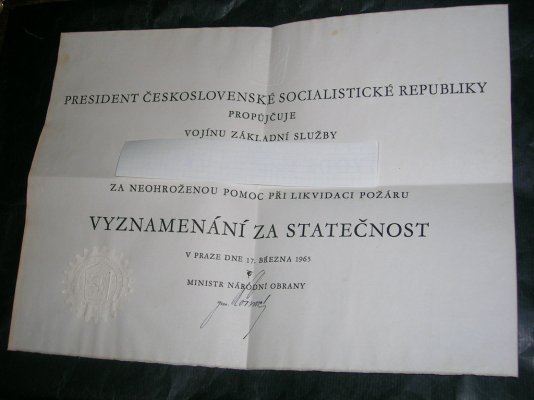 PRESIDENT ČESKOSLOVENSKÉ SOCIALISTICKÉ REPUBLIKY
PROPŮJČUJE
VOJÍNU ZÁKLADNÍ SLUŽBY
ZA NEOHROŽENOU POMOC PŘI LIKVIDACI POŽÁRU
VYZNAMENÁNÍ ZA STATEČNOST
V PRAZE DNE 17. BŘEZNA 1965
MINISTR NÁRODNÍ OBRANY